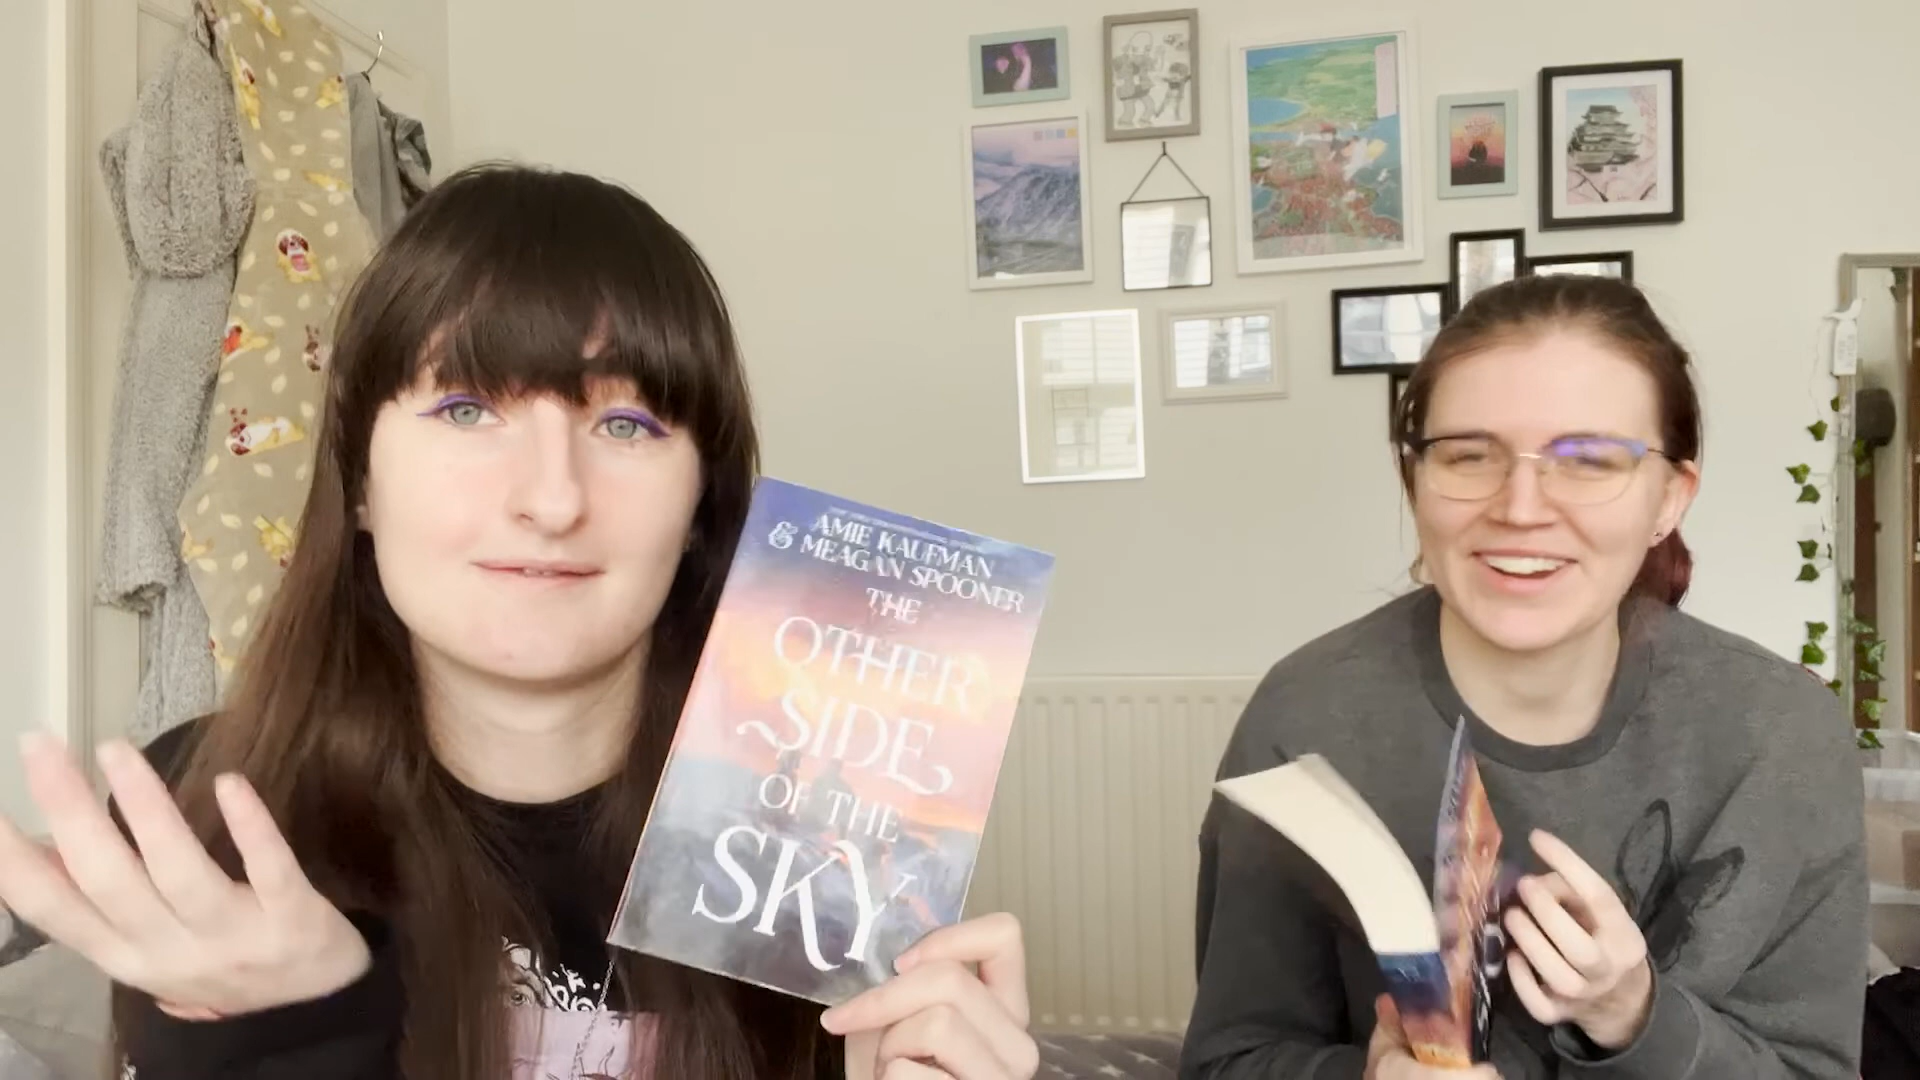 AMIE KAUFMAN
& MEAGAN SPOONER
THE
OTHER
SIDE
OF THE
SKY